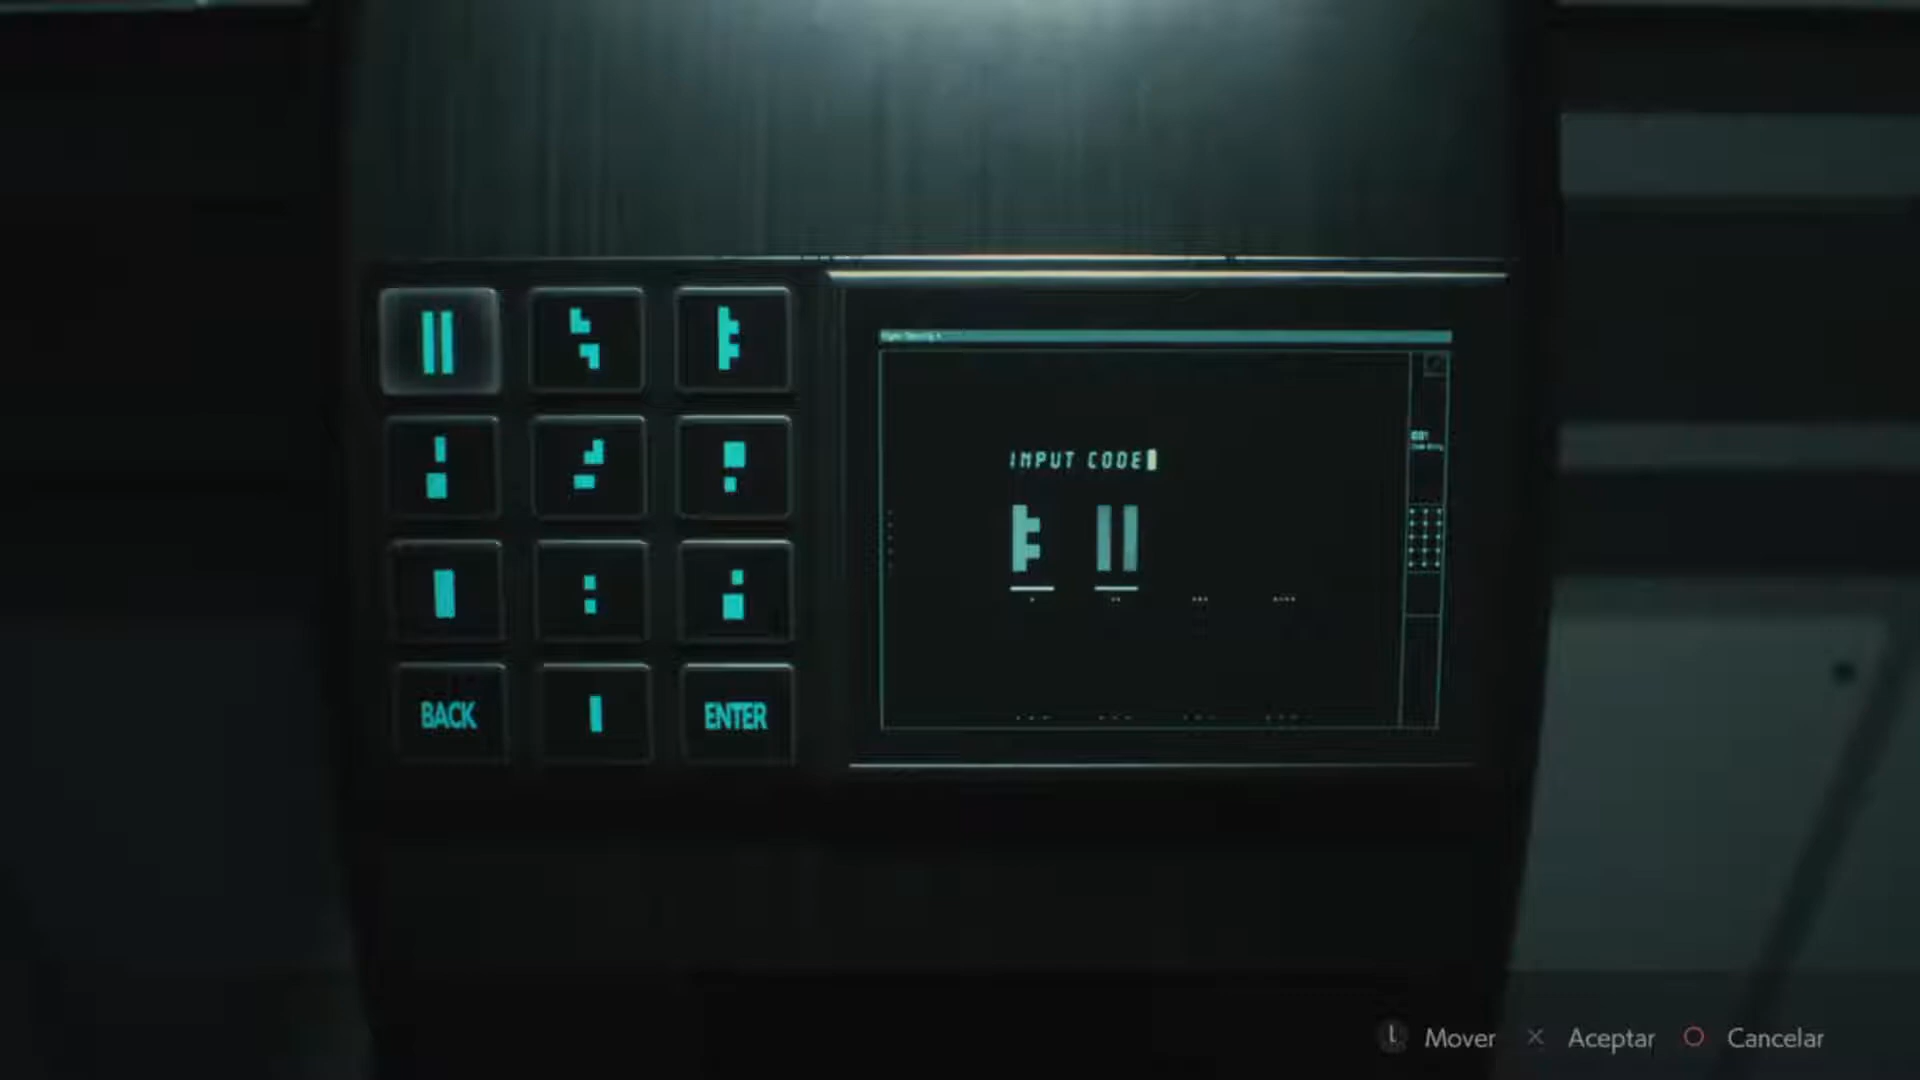 INPUT CODE
BACK
ENTER
L Mover
Aceptar
Cancelar